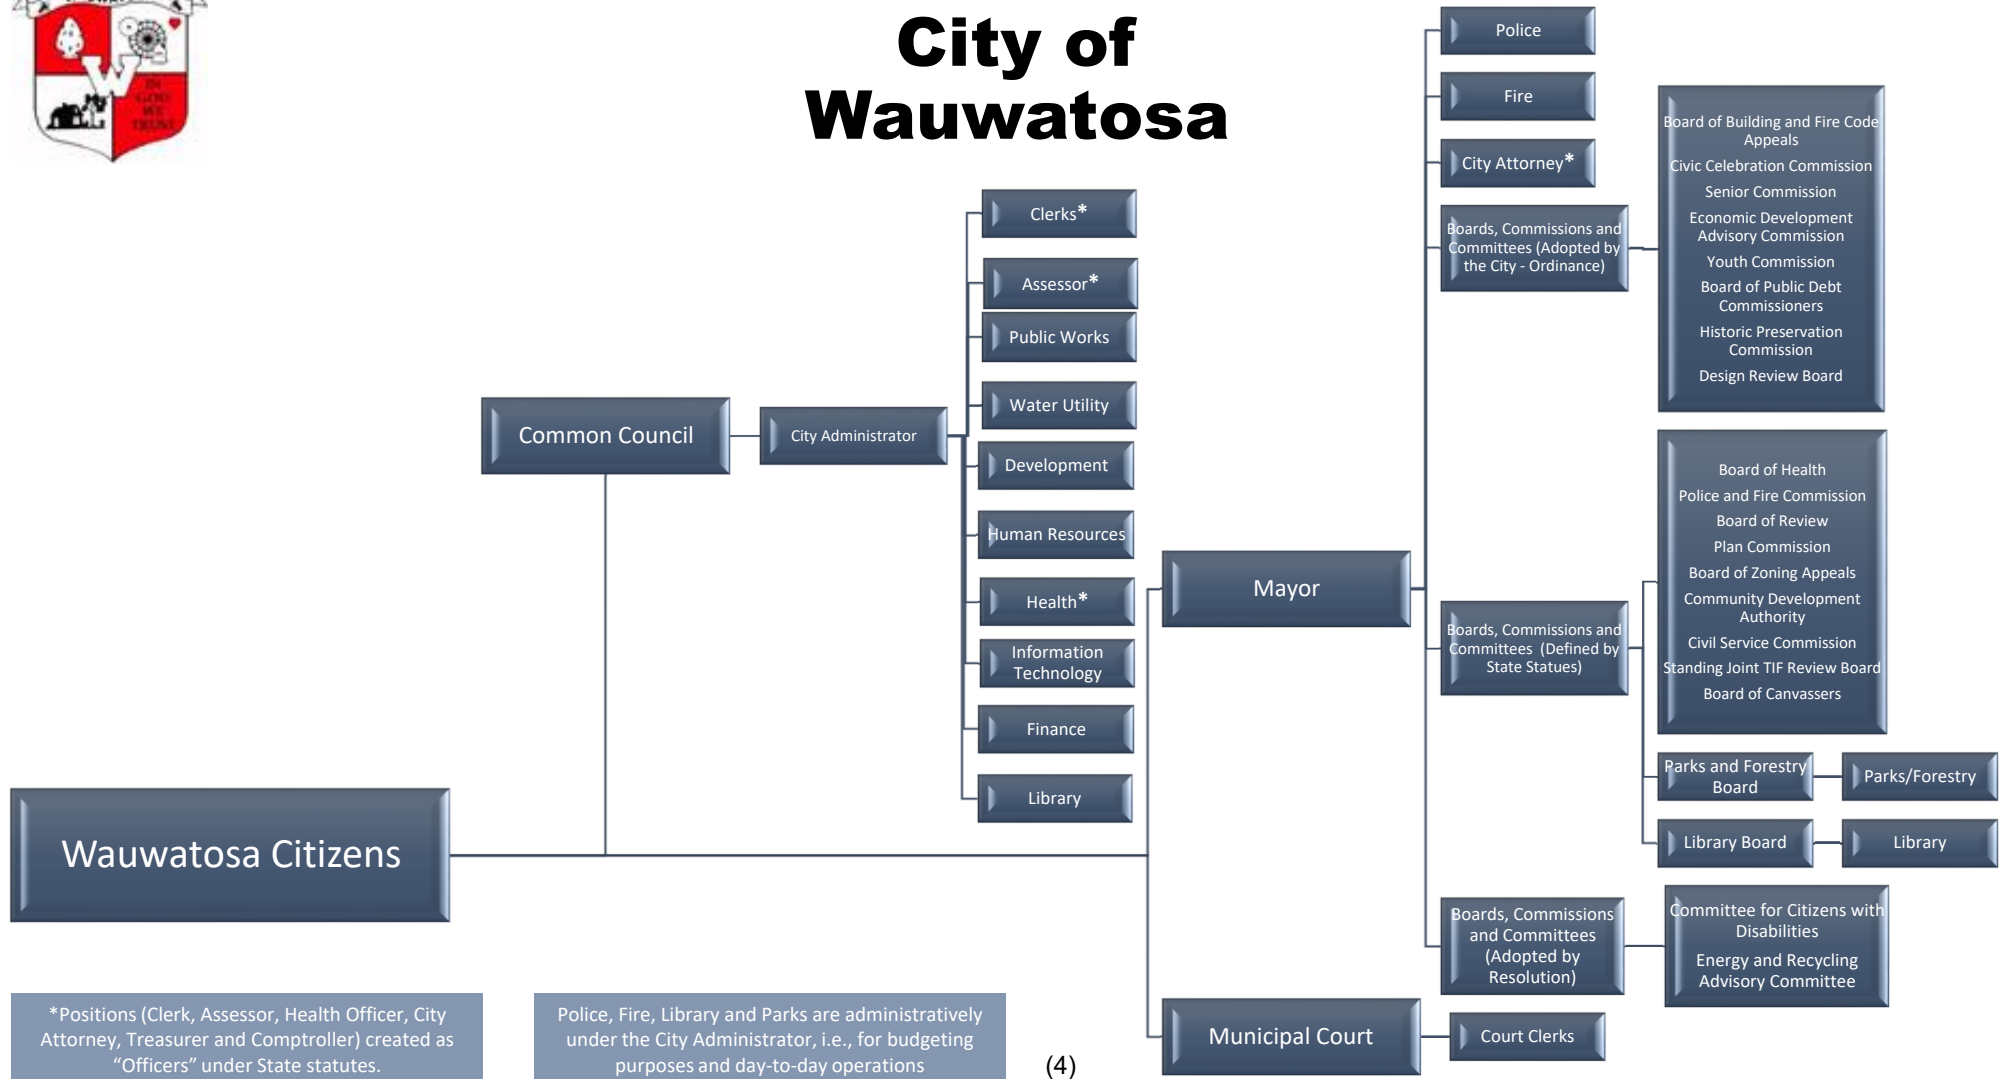 City of
Wauwatosa
W
IN
GOD
WE
TRUST
Wauwatosa Citizens
Common Council
City Administrator
Clerks*
Assessor*
Public Works
Water Utility
Development
Human Resources
Health*
Information
Technology
Finance
Library
Mayor
Police
Fire
City Attorney*
Boards, Commissions and
Committees (Adopted by
the City - Ordinance)
Board of Building and Fire Code
Appeals
Civic Celebration Commission
Senior Commission
Economic Development
Advisory Commission
Youth Commission
Board of Public Debt
Commissioners
Historic Preservation
Commission
Design Review Board
Boards, Commissions and
Committees (Defined by
State Statues)
Board of Health
Police and Fire Commission
Board of Review
Plan Commission
Board of Zoning Appeals
Community Development
Authority
Civil Service Commission
Standing Joint TIF Review Board
Board of Canvassers
Parks and Forestry
Board
Parks/Forestry
Library Board
Library
Boards, Commissions
and Committees
(Adopted by
Resolution)
Committee for Citizens with
Disabilities
Energy and Recycling
Advisory Committee
Municipal Court
Court Clerks
*Positions (Clerk, Assessor, Health Officer, City
Attorney, Treasurer and Comptroller) created as
“Officers” under State statutes.
Police, Fire, Library and Parks are administratively
under the City Administrator, i.e., for budgeting
purposes and day-to-day operations
(4)